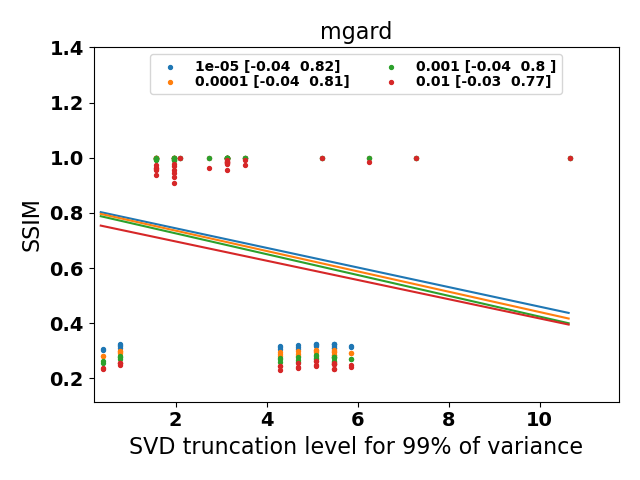 mgard
1e-05 [-0.04  0.82]
0.0001 [-0.04  0.81]
0.001 [-0.04  0.8 ]
0.01 [-0.03  0.77]
SSIM
1.4
1.2
1.0
0.8
0.6
0.4
0.2
2 4 6 8 10
SVD truncation level for 99% of variance